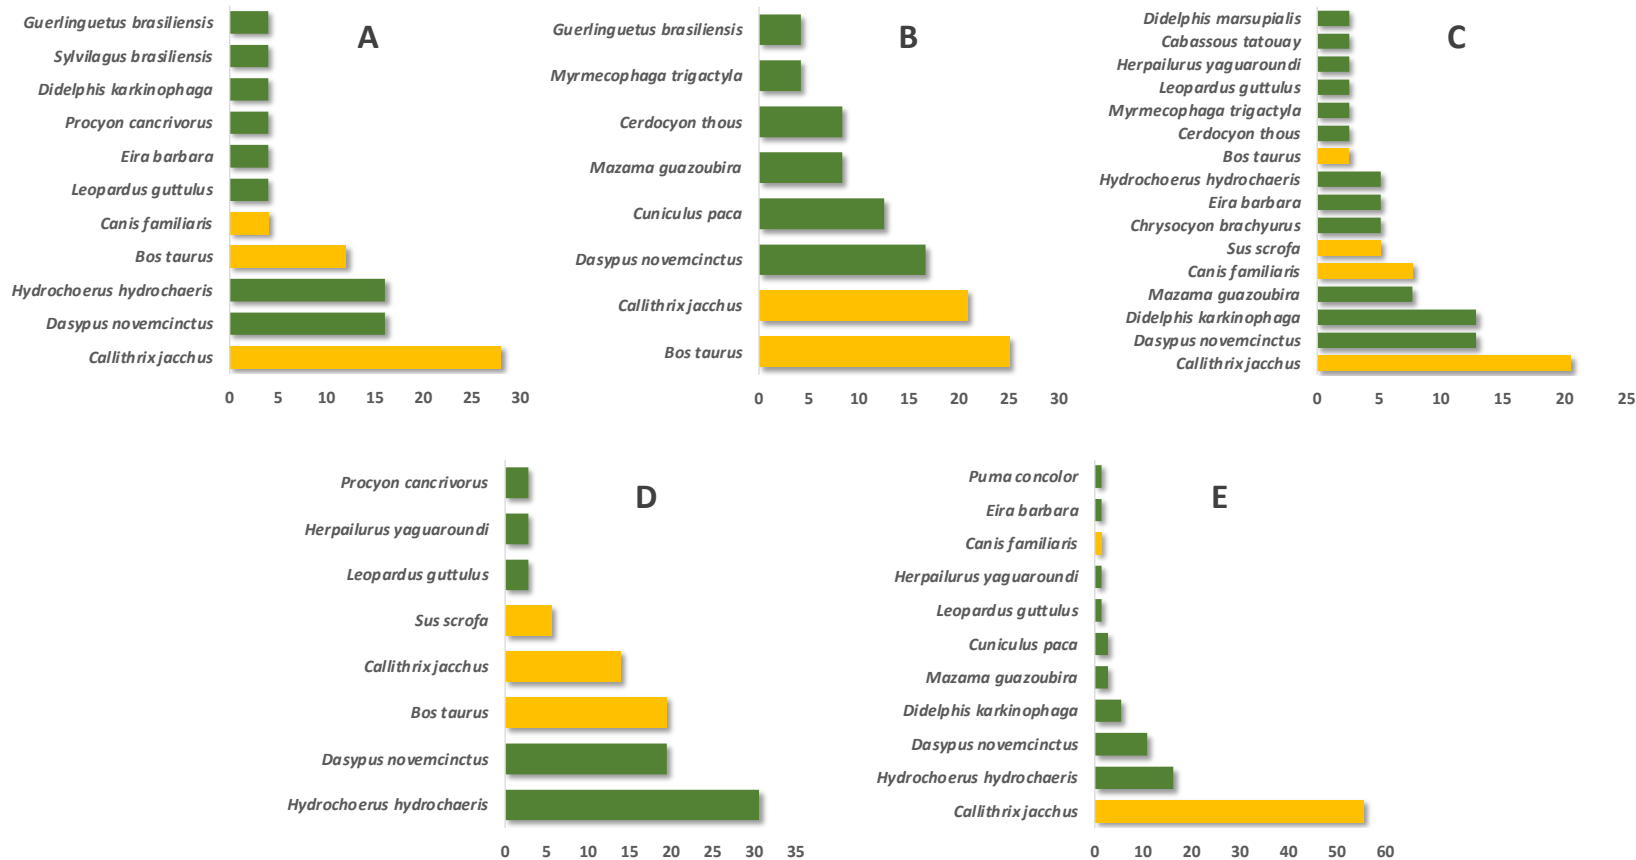 A
Guerlinguetus brasiliensis
Sylvilagus brasiliensis
Didelphis karkinophaga
Procyon cancrivorus
Eira barbara
Leopardus guttulus
Canis familiaris
Bos taurus
Hydrochoerus hydrochaeris
Dasypus novemcinctus
Callithrix jacchus
0 5 10 15 20 25 30
B
Guerlinguetus brasiliensis
Myrmecophaga trigactyla
Cerdocyon thous
Mazama guazoubira
Cuniculus paca
Dasypus novemcinctus
Callithrix jacchus
Bos taurus
0 5 10 15 20 25 30
C
Didelphis marsupialis
Cabassous tatouay
Herpailurus yaguaroundi
Leopardus guttulus
Myrmecophaga trigactyla
Cerdocyon thous
Bos taurus
Hydrochoerus hydrochaeris
Eira barbara
Chrysocyon brachyurus
Sus scrofa
Canis familiaris
Mazama guazoubira
Didelphis karkinophaga
Dasypus novemcinctus
Callithrix jacchus
0 5 10 15 20 25
D
Procyon cancrivorus
Herpailurus yaguaroundi
Leopardus guttulus
Sus scrofa
Callithrix jacchus
Bos taurus
Dasypus novemcinctus
Hydrochoerus hydrochaeris
0 5 10 15 20 25 30 35
E
Puma concolor
Eira barbara
Canis familiaris
Herpailurus yaguaroundi
Leopardus guttulus
Cuniculus paca
Mazama guazoubira
Didelphis karkinophaga
Dasypus novemcinctus
Hydrochoerus hydrochaeris
Callithrix jacchus
0 10 20 30 40 50 60